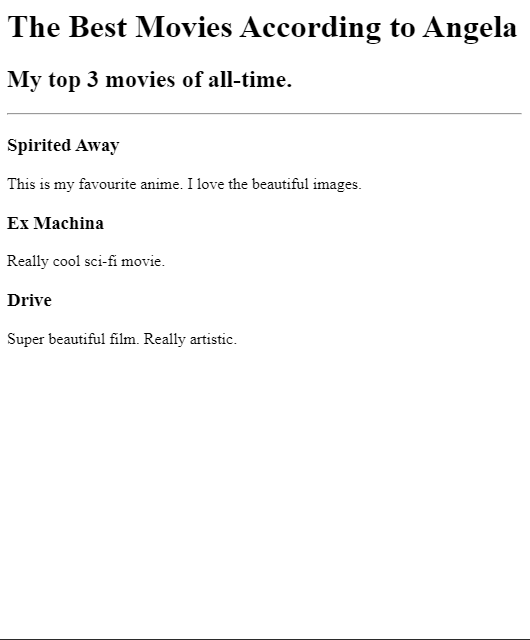 The Best Movies According to Angela
My top 3 movies of all-time.
Spirited Away
This is my favourite anime. I love the beautiful images.
Ex Machina
Really cool sci-fi movie.
Drive
Super beautiful film. Really artistic.